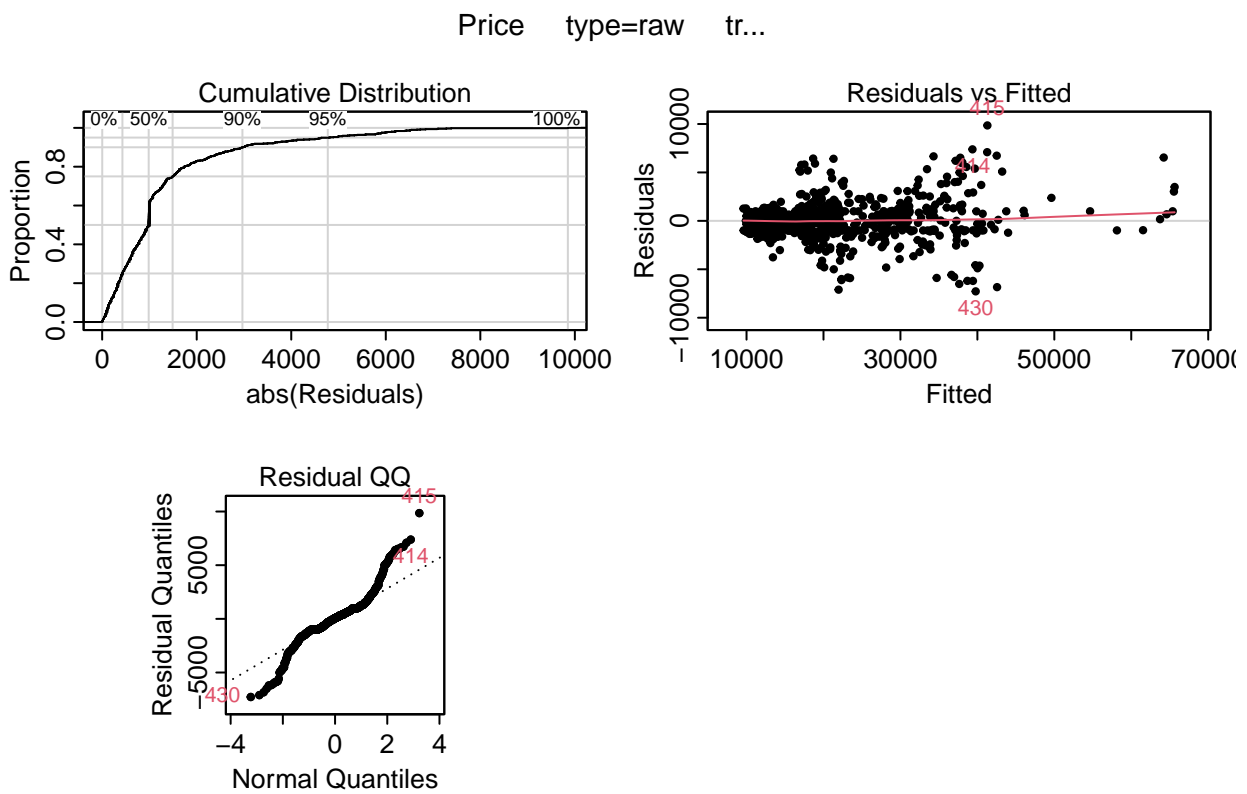 Price type=raw tr...
Cumulative Distribution
0% 50% 90% 95% 100%
Proportion
0.0 0.4 0.8
0 2000 4000 6000 8000 10000
abs(Residuals)
Residuals vs Fitted
415
414
430
Residuals
−10000 0 10000
10000 30000 50000 70000
Fitted
Residual QQ
415
414
430
Residual Quantiles
−5000 5000
−4 0 2 4
Normal Quantiles